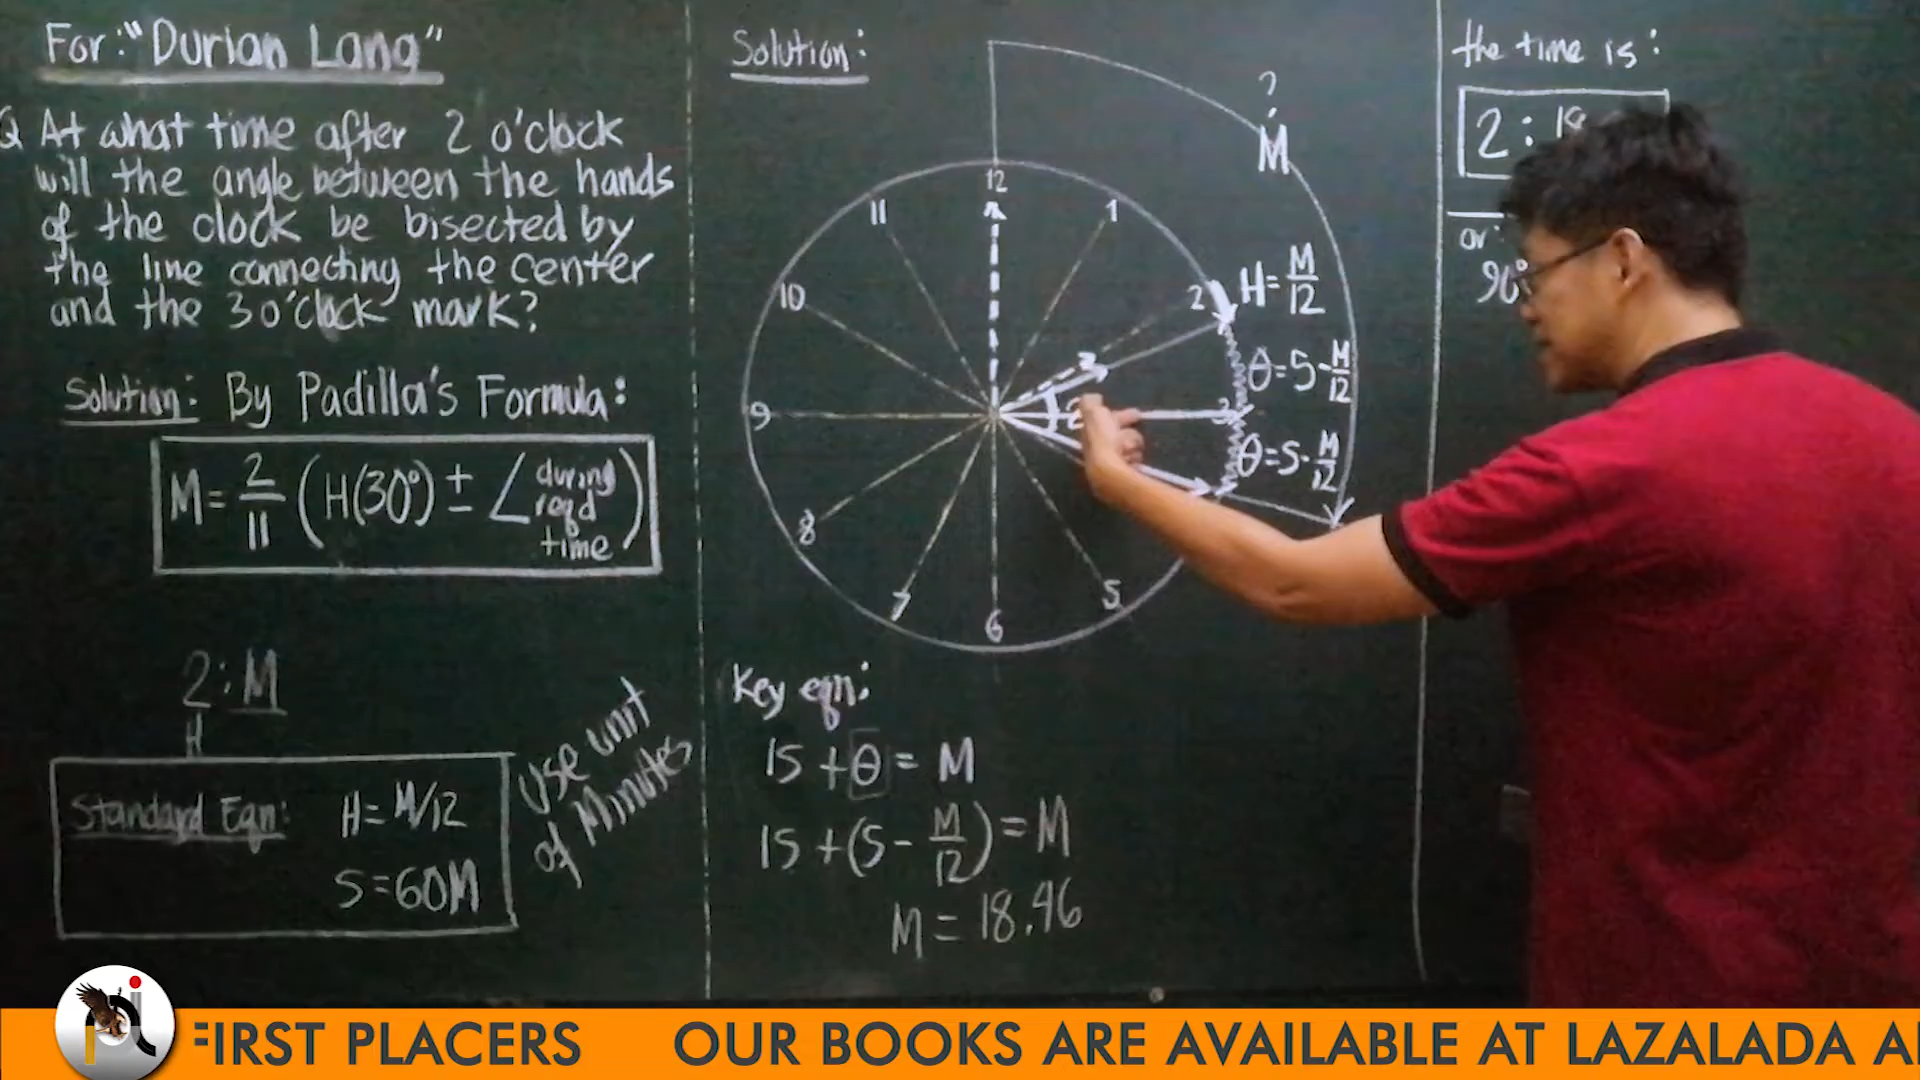 For: "Durian Lang"
Q At what time after 2 o'clock
will the angle between the hands
of the clock be bisected by
the line connecting the center
and the 3 o'clock mark?
Solution: By Padilla's Formula:
M = 2/11 (H(30°) ± ∠ during reqd time)
2 : M
H
Standard Eqn: H = M/12
S = 60M
Use unit
of Minutes
Solution:
?
M
12
11
1
10
2
H = M/12
θ = 5 - M/12
9
3
θ = 5 - M/12
8
7
5
6
Key eqn:
15 + θ = M
15 + (5 - M/12) = M
M = 18.46
the time is:
2 : 18
or:
90°
FIRST PLACERS OUR BOOKS ARE AVAILABLE AT LAZALADA